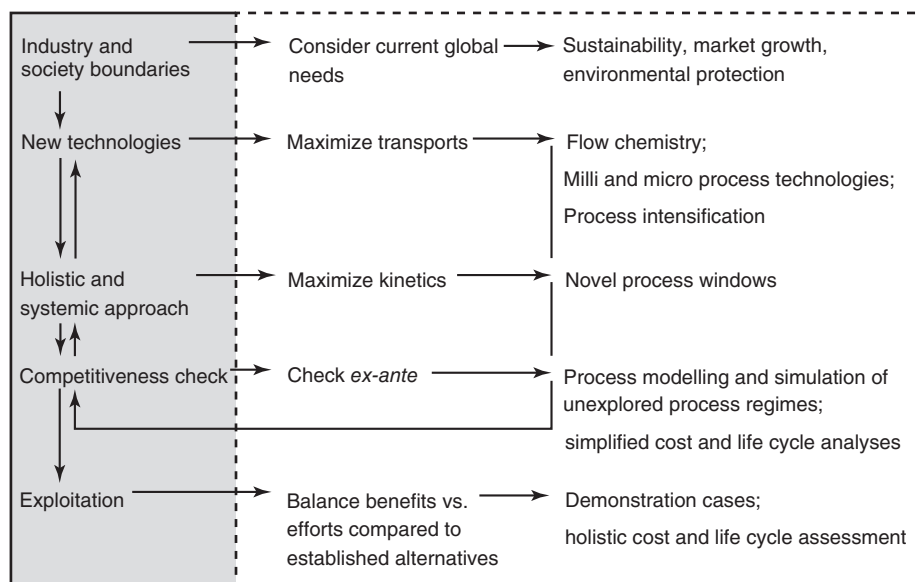 Industry and
society boundaries
Consider current global
needs
Sustainability, market growth,
environmental protection
New technologies
Maximize transports
Flow chemistry;
Milli and micro process technologies;
Process intensification
Holistic and
systemic approach
Maximize kinetics
Novel process windows
Competitiveness check
Check ex-ante
Process modelling and simulation of
unexplored process regimes;
simplified cost and life cycle analyses
Exploitation
Balance benefits vs.
efforts compared to
established alternatives
Demonstration cases;
holistic cost and life cycle assessment